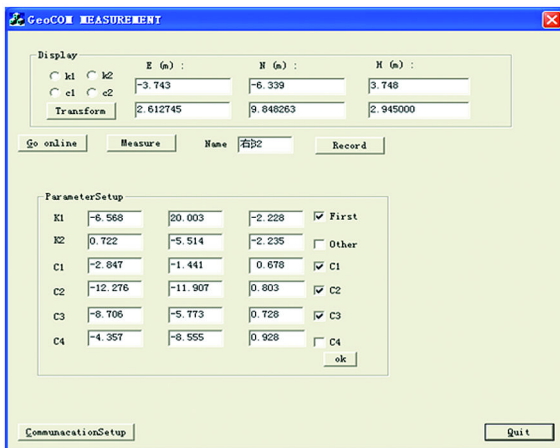 GeoCOM MEASUREMENT
Display
E (m) : N (m) : H (m) :
k1 k2
-3.743 -6.339 3.748
c1 c2
Transform 2.612745 9.848263 2.945000
Go online Measure Name Record
ParameterSetup
K1 -6.568 20.003 -2.228 First
K2 0.722 -5.514 -2.235 Other
C1 -2.847 -1.441 0.678 C1
C2 -12.276 -11.907 0.803 C2
C3 -8.706 -5.773 0.728 C3
C4 -4.357 -8.555 0.928 C4
ok
CommunacationSetup Quit